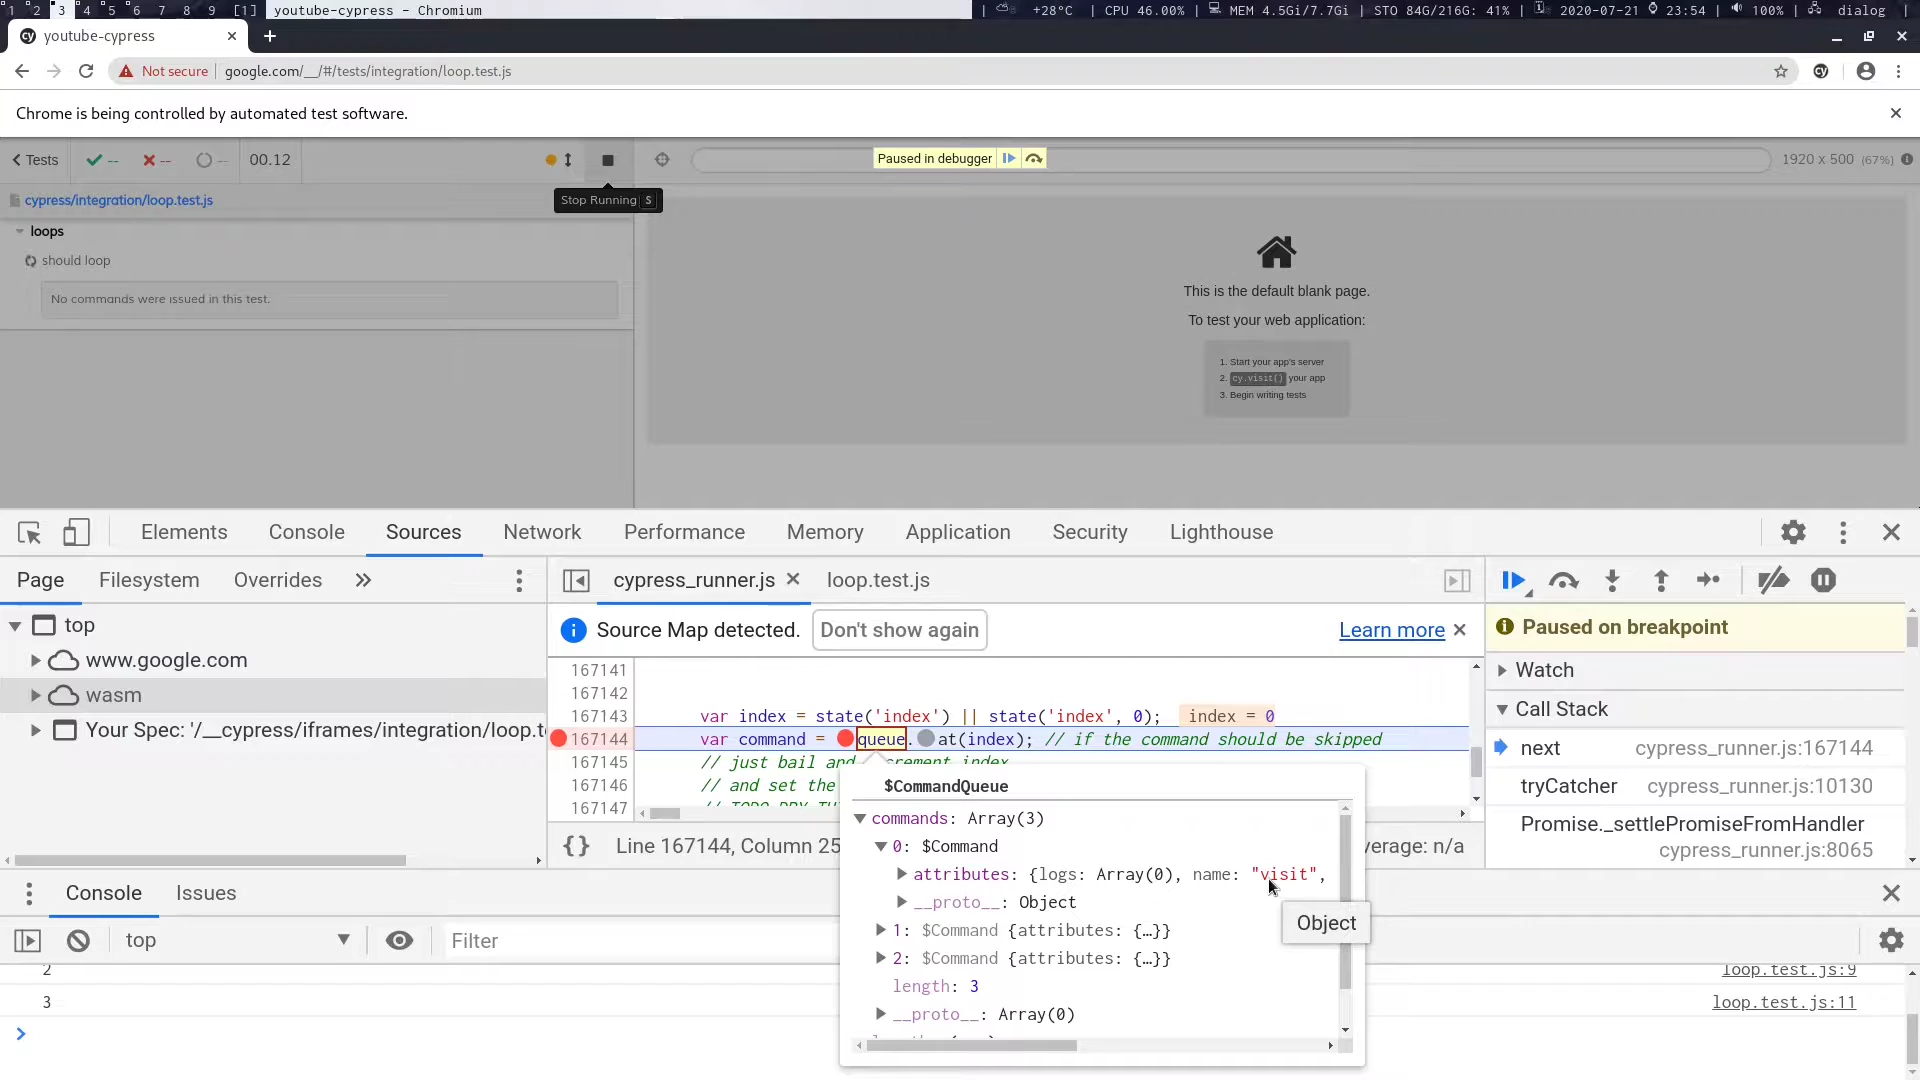 1 2 3 4 5 6 7 8 9 [1] youtube-cypress - Chromium | +28°C | CPU 46.00% | MEM 4.5Gi/7.7Gi | STO 84G/216G: 41% | 2020-07-21 23:54 | 100% | dialog |
youtube-cypress
Not secure | google.com/__/#/tests/integration/loop.test.js
Chrome is being controlled by automated test software.
Tests -- -- -- 00.12
Paused in debugger
1920 x 500 (67%)
Stop Running S
cypress/integration/loop.test.js
loops
should loop
No commands were issued in this test.
This is the default blank page.
To test your web application:
1. Start your app's server
2. cy.visit() your app
3. Begin writing tests
Elements Console Sources Network Performance Memory Application Security Lighthouse
Page Filesystem Overrides
top
www.google.com
wasm
Your Spec: '/__cypress/iframes/integration/loop.t
cypress_runner.js loop.test.js
Source Map detected. Don't show again Learn more
167141
167142
167143 var index = state('index') || state('index', 0); index = 0
167144 var command = queue.at(index); // if the command should be skipped
167145 // just bail and increment index
167146 // and set the
167147
{} Line 167144, Column 25
verage: n/a
Paused on breakpoint
Watch
Call Stack
next cypress_runner.js:167144
tryCatcher cypress_runner.js:10130
Promise._settlePromiseFromHandler
cypress_runner.js:8065
$CommandQueue
commands: Array(3)
0: $Command
attributes: {logs: Array(0), name: "visit",
__proto__: Object
1: $Command {attributes: {…}}
2: $Command {attributes: {…}}
length: 3
__proto__: Array(0)
Object
Console Issues
top Filter
2 loop.test.js:9
3 loop.test.js:11